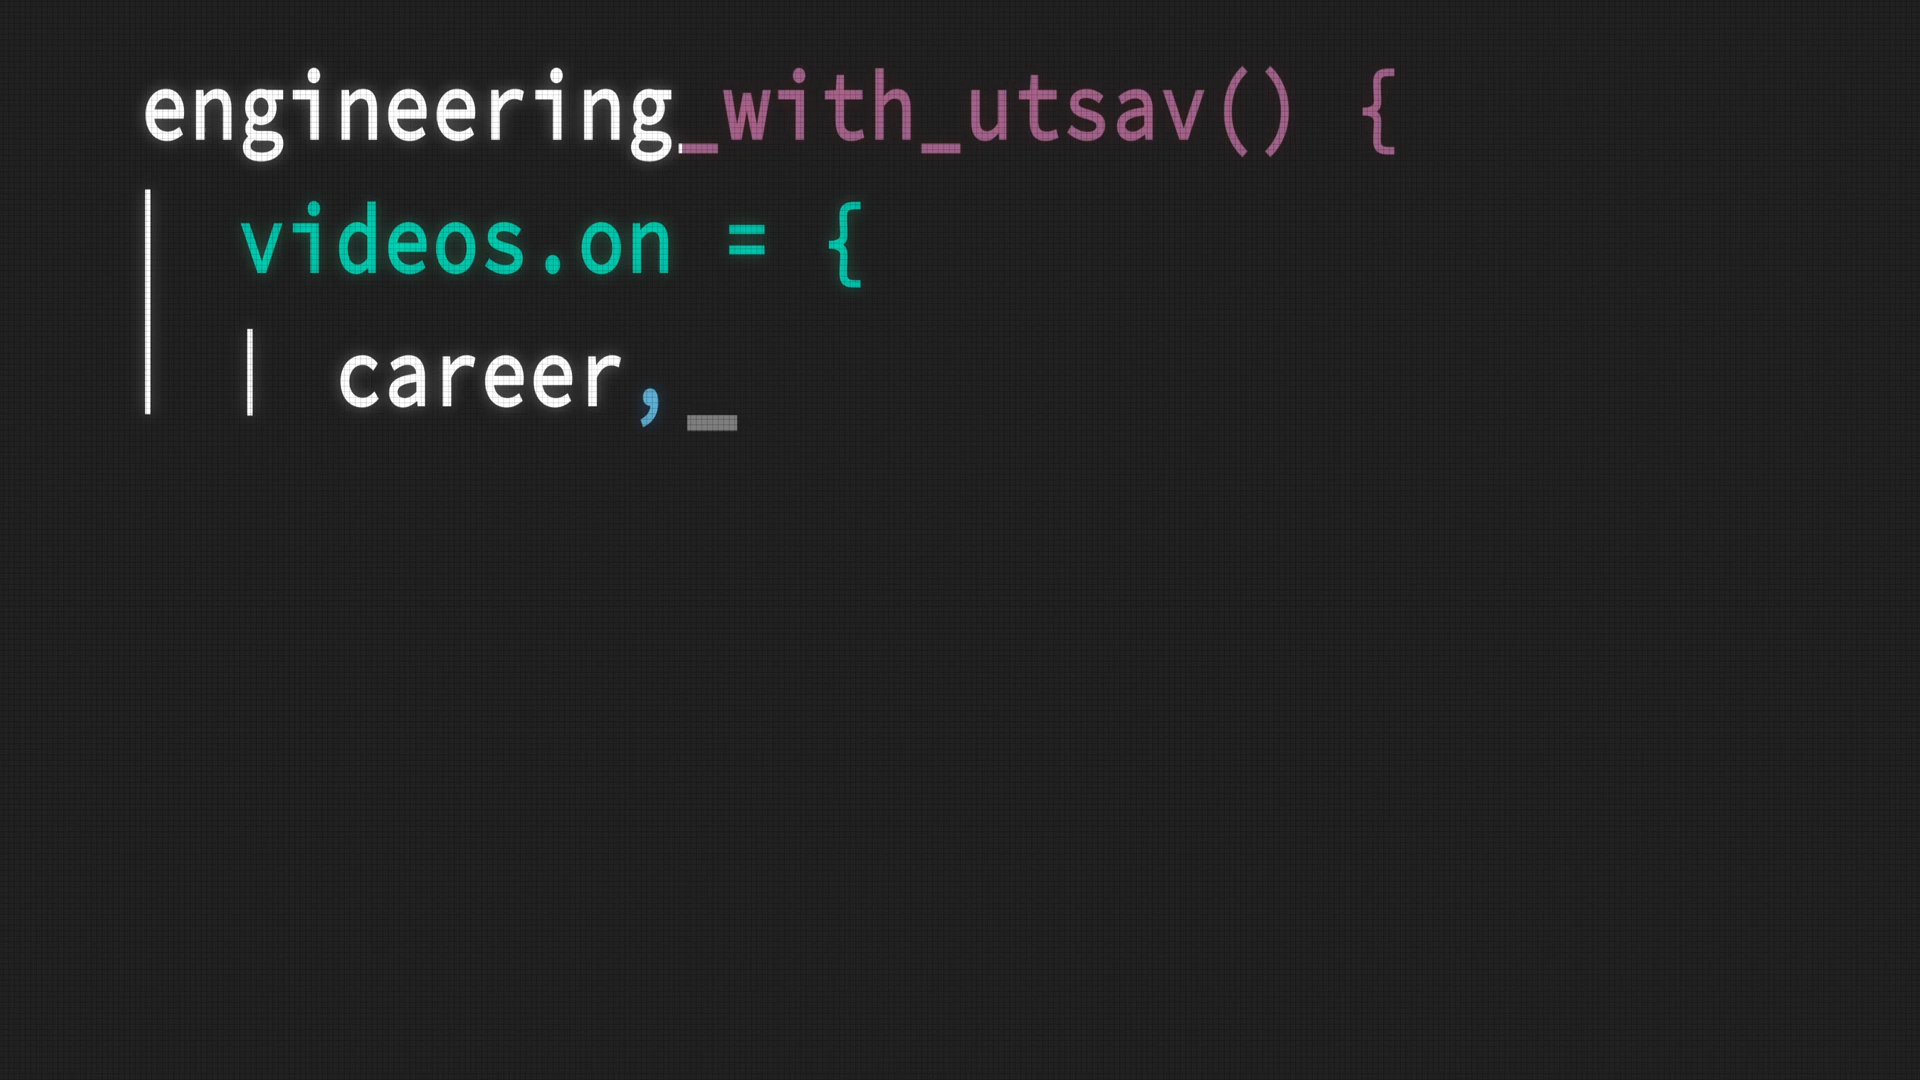 engineering_with_utsav() {
videos.on = {
career,_